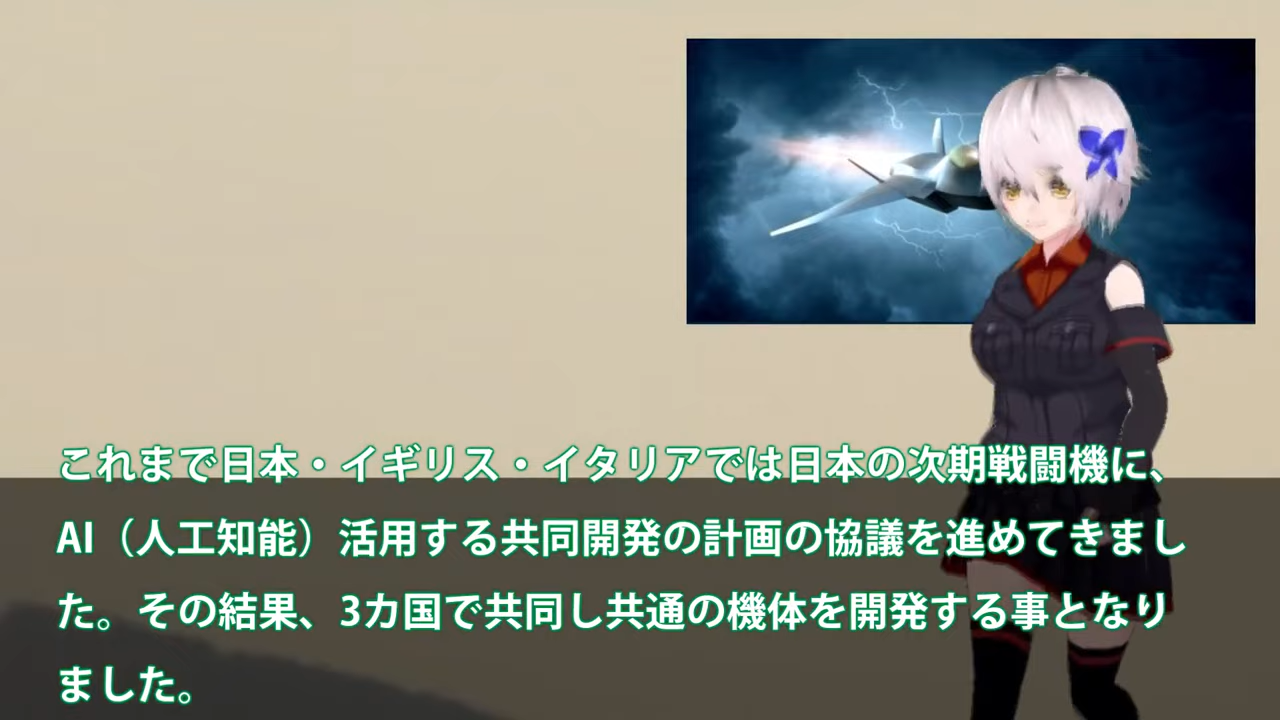 これまで日本・イギリス・イタリアでは日本の次期戦闘機に、
AI（人工知能）活用する共同開発の計画の協議を進めてきまし
た。その結果、3カ国で共同し共通の機体を開発する事となり
ました。